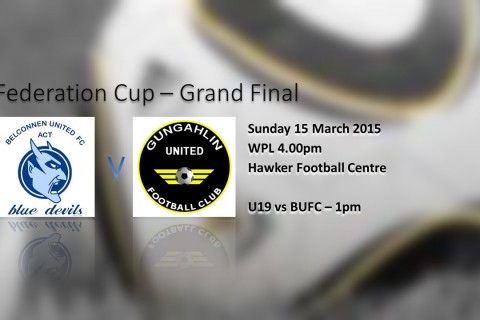 Federation Cup – Grand Final
BELCONNEN UNITED FC
ACT
blue devils
V
GUNGAHLIN
UNITED
FOOTBALL CLUB
Sunday 15 March 2015
WPL 4.00pm
Hawker Football Centre
U19 vs BUFC – 1pm